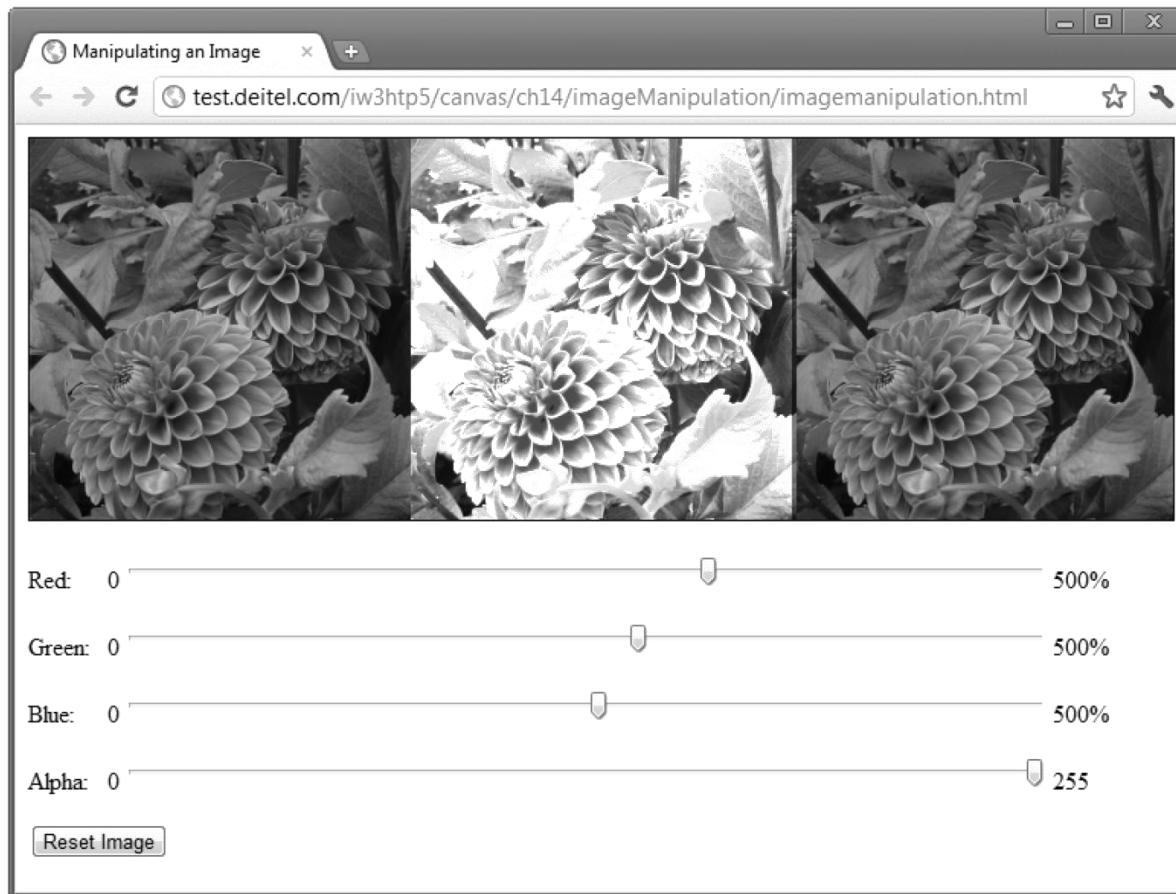 Manipulating an Image
test.deitel.com/iw3htp5/canvas/ch14/imageManipulation/imagemanipulation.html
Red: 0 500%
Green: 0 500%
Blue: 0 500%
Alpha: 0 255
Reset Image